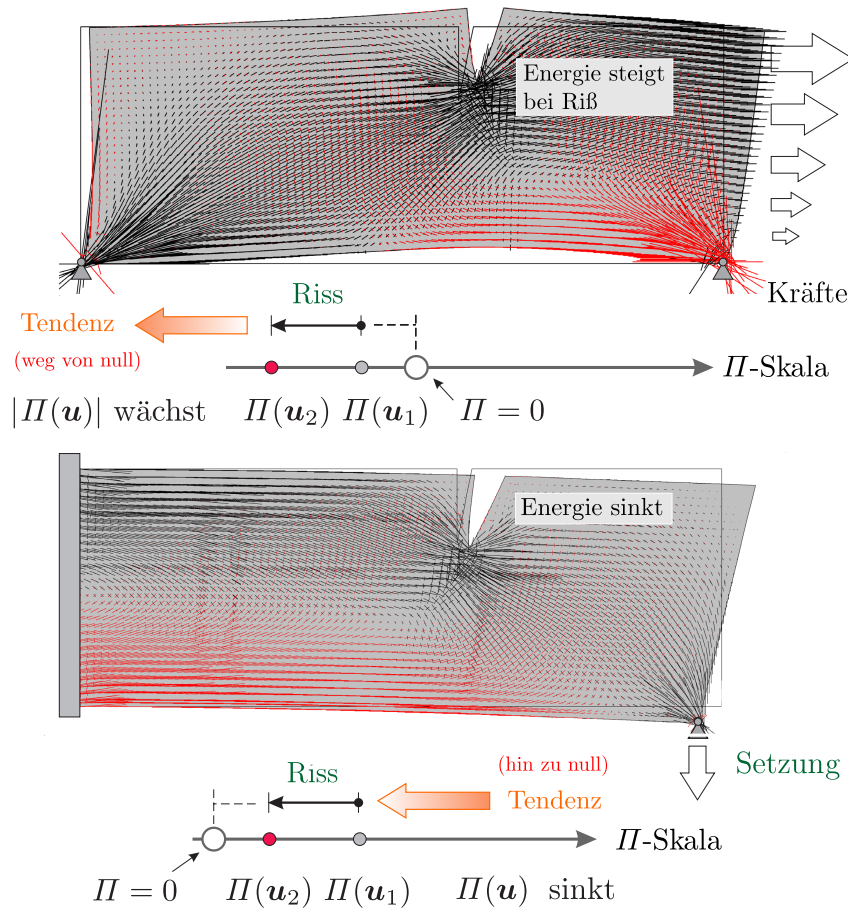 Energie steigt
bei Riß
Kräfte
Riss
Tendenz
(weg von null)
Π-Skala
|Π(u)| wächst Π(u₂) Π(u₁) Π = 0
Energie sinkt
(hin zu null)
Riss
Setzung
Tendenz
Π-Skala
Π = 0 Π(u₂) Π(u₁) Π(u) sinkt